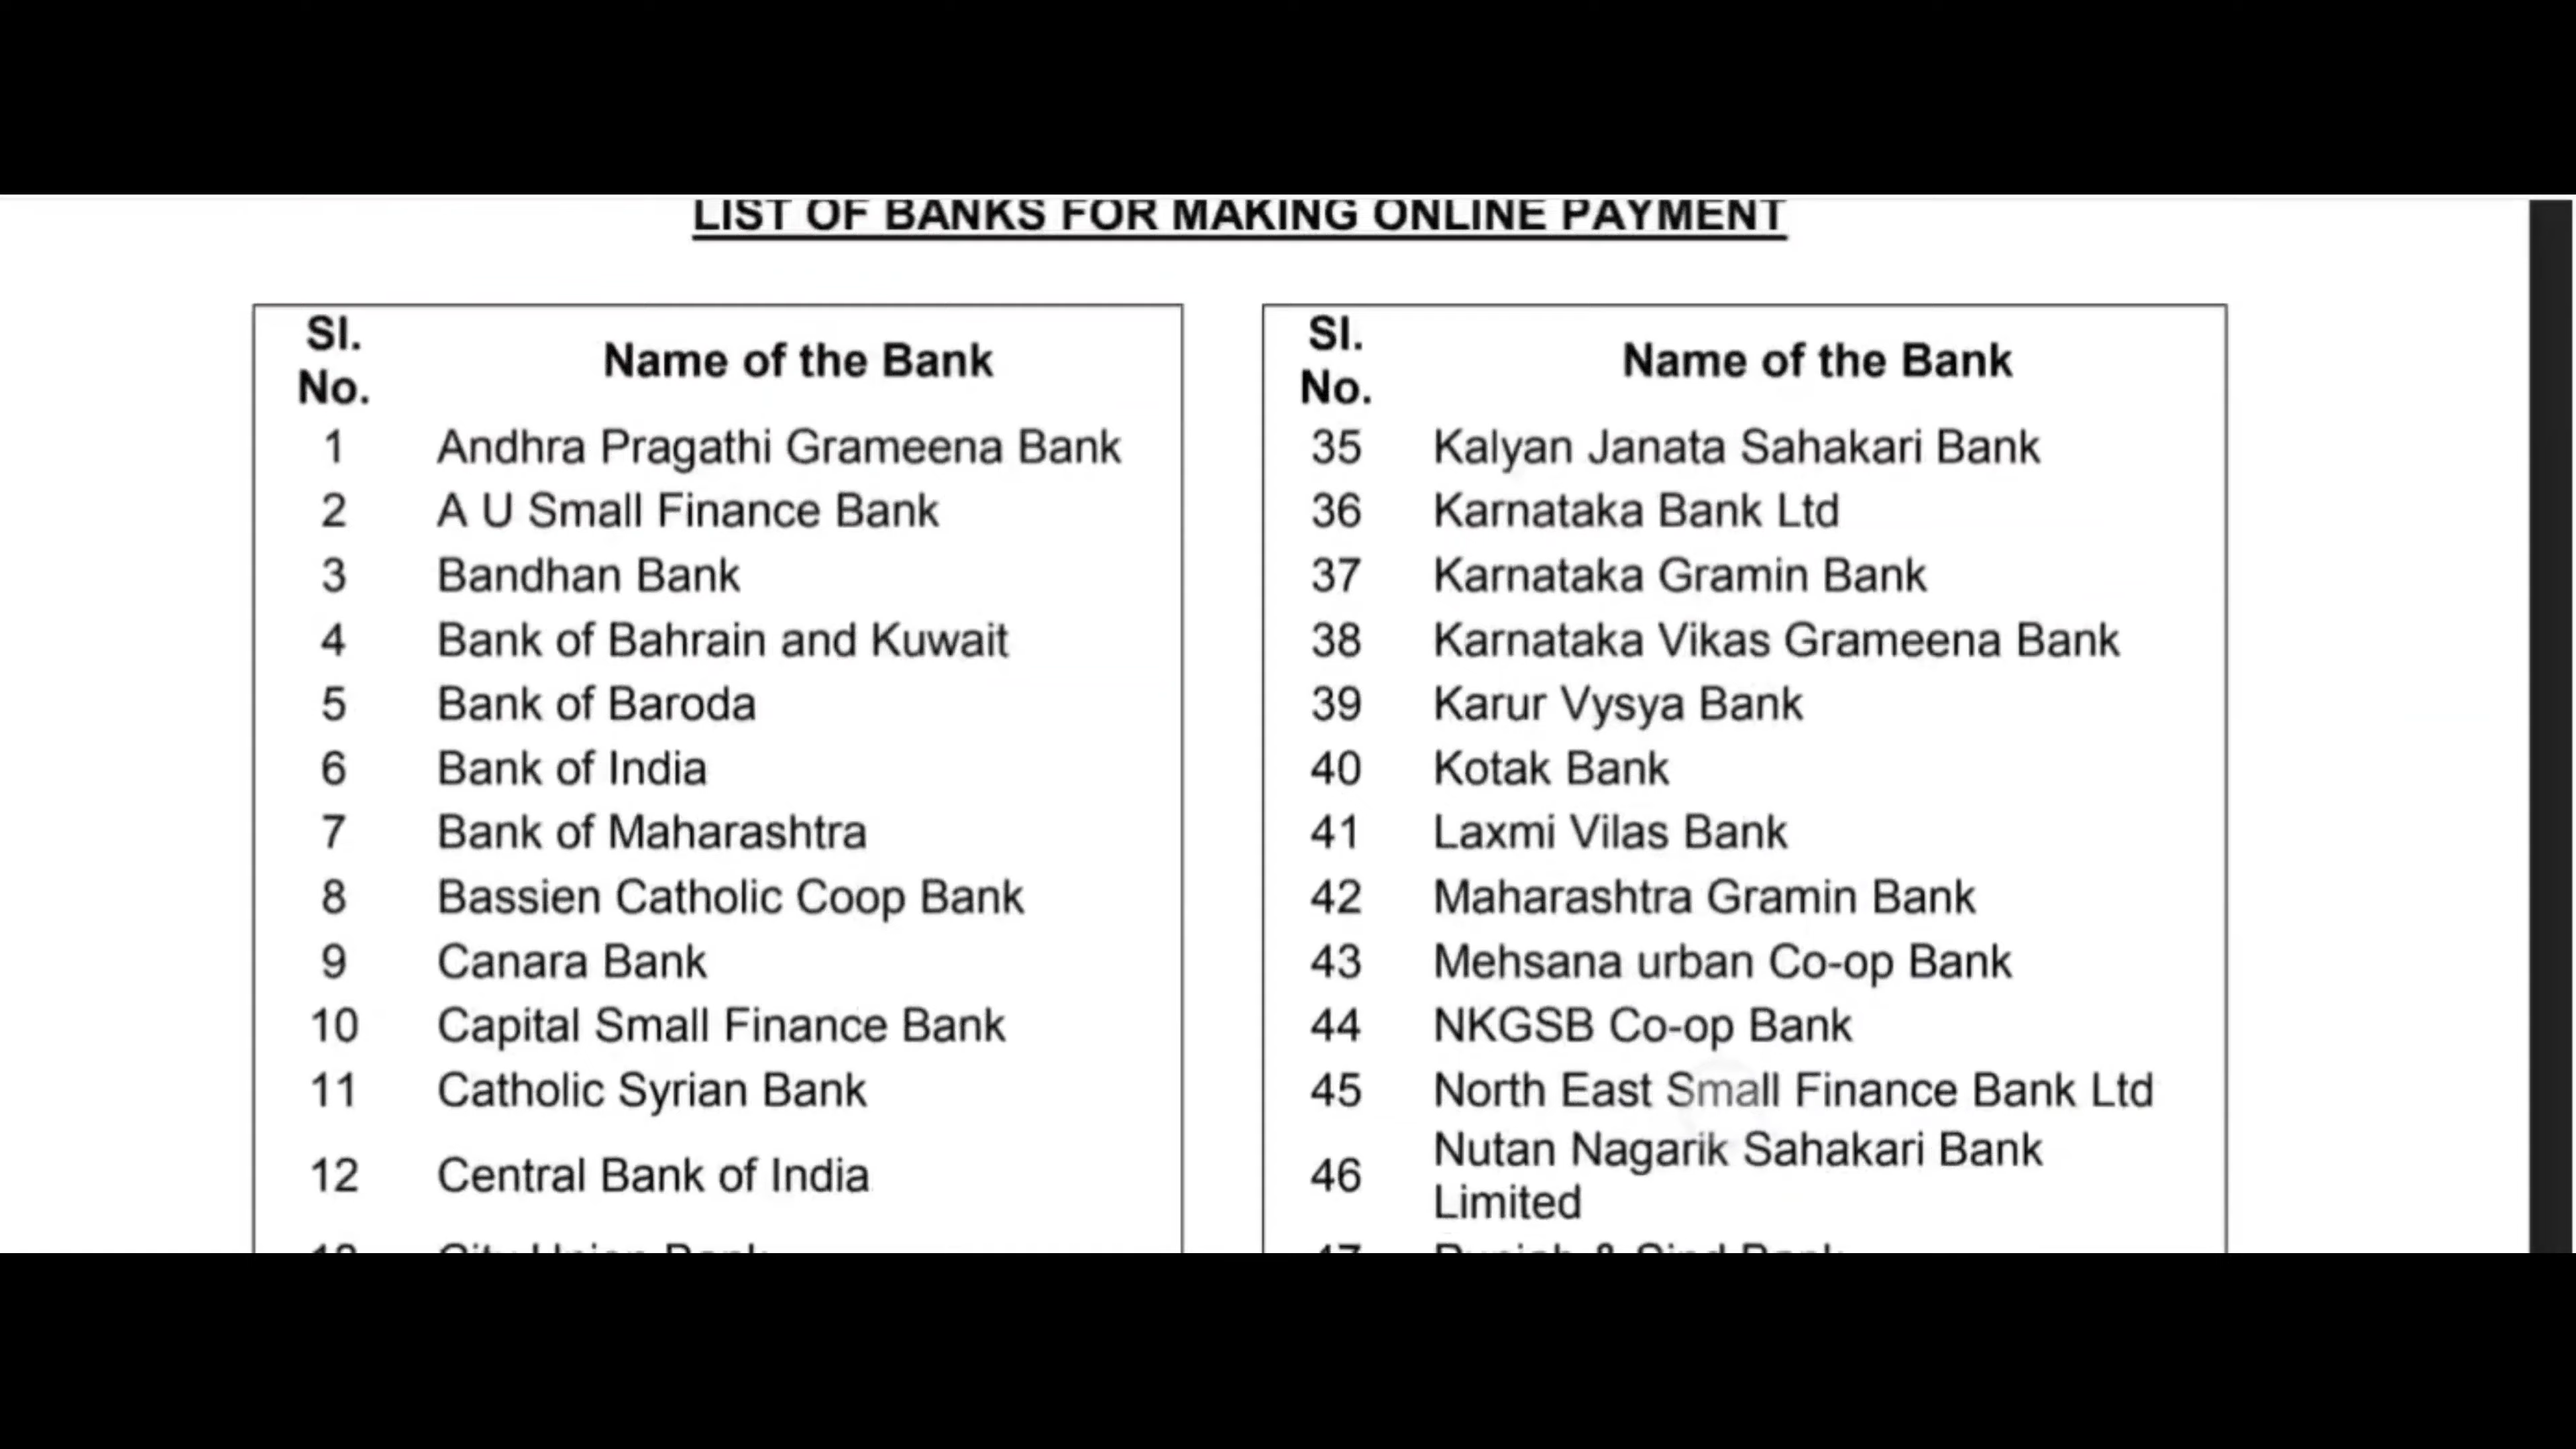 LIST OF BANKS FOR MAKING ONLINE PAYMENT
Sl.
No.
Name of the Bank
1 Andhra Pragathi Grameena Bank
2 A U Small Finance Bank
3 Bandhan Bank
4 Bank of Bahrain and Kuwait
5 Bank of Baroda
6 Bank of India
7 Bank of Maharashtra
8 Bassien Catholic Coop Bank
9 Canara Bank
10 Capital Small Finance Bank
11 Catholic Syrian Bank
12 Central Bank of India
Sl.
No.
Name of the Bank
35 Kalyan Janata Sahakari Bank
36 Karnataka Bank Ltd
37 Karnataka Gramin Bank
38 Karnataka Vikas Grameena Bank
39 Karur Vysya Bank
40 Kotak Bank
41 Laxmi Vilas Bank
42 Maharashtra Gramin Bank
43 Mehsana urban Co-op Bank
44 NKGSB Co-op Bank
45 North East Small Finance Bank Ltd
46 Nutan Nagarik Sahakari Bank
Limited